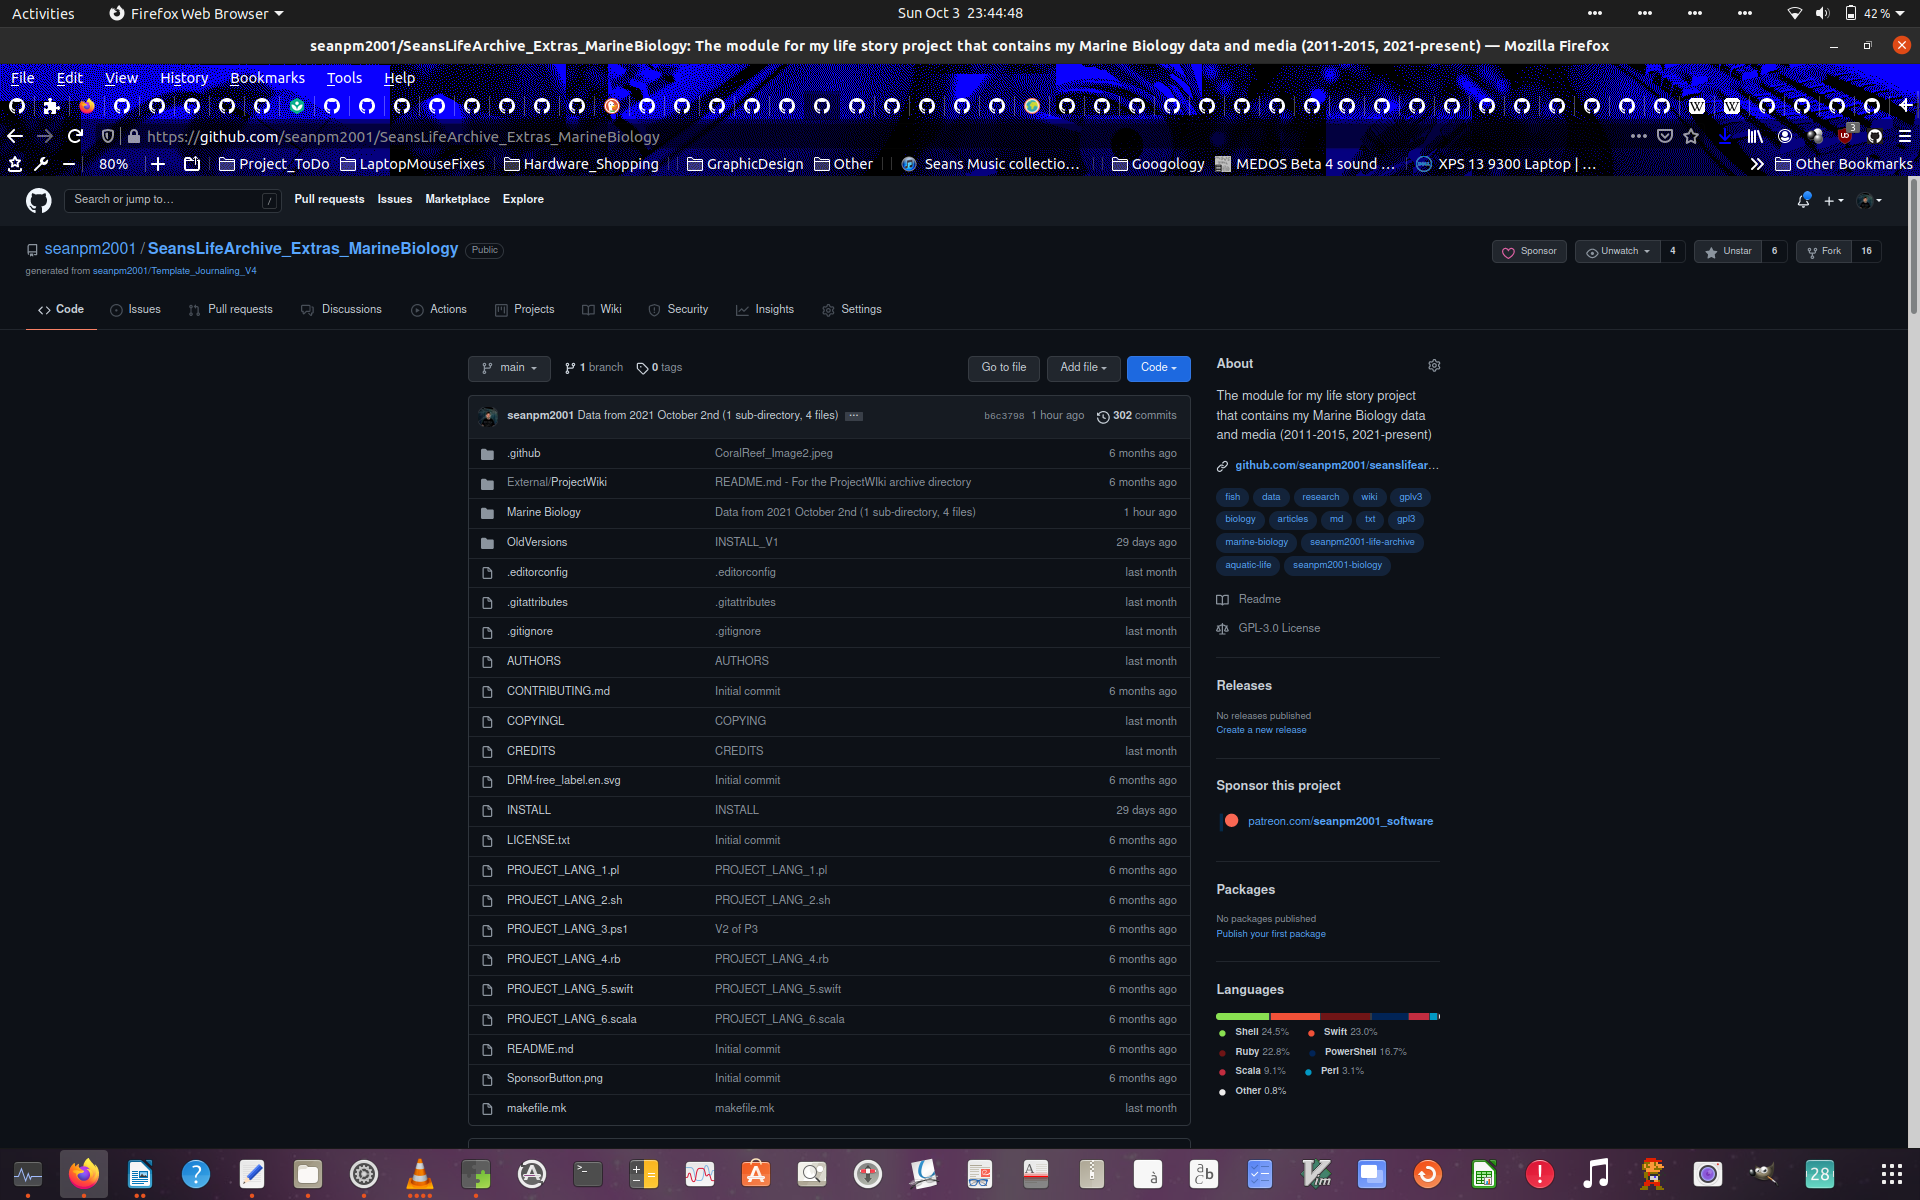 Activities Firefox Web Browser Sun Oct 3 23:44:48 42 %
seanpm2001/SeansLifeArchive_Extras_MarineBiology: The module for my life story project that contains my Marine Biology data and media (2011-2015, 2021-present) — Mozilla Firefox
File Edit View History Bookmarks Tools Help
https://github.com/seanpm2001/SeansLifeArchive_Extras_MarineBiology 3
80% Project_ToDo LaptopMouseFixes Hardware_Shopping GraphicDesign Other Seans Music collectio… Googology MEDOS Beta 4 sound … XPS 13 9300 Laptop | … Other Bookmarks
Search or jump to… / Pull requests Issues Marketplace Explore
seanpm2001 / SeansLifeArchive_Extras_MarineBiology Public Sponsor Unwatch 4 Unstar 6 Fork 16
generated from seanpm2001/Template_Journaling_V4
Code Issues Pull requests Discussions Actions Projects Wiki Security Insights Settings
main 1 branch 0 tags Go to file Add file Code
seanpm2001 Data from 2021 October 2nd (1 sub-directory, 4 files) … b6c3798 1 hour ago 302 commits
.github CoralReef_Image2.jpeg 6 months ago
External/ProjectWiki README.md - For the ProjectWIki archive directory 6 months ago
Marine Biology Data from 2021 October 2nd (1 sub-directory, 4 files) 1 hour ago
OldVersions INSTALL_V1 29 days ago
.editorconfig .editorconfig last month
.gitattributes .gitattributes last month
.gitignore .gitignore last month
AUTHORS AUTHORS last month
CONTRIBUTING.md Initial commit 6 months ago
COPYINGL COPYING last month
CREDITS CREDITS last month
DRM-free_label.en.svg Initial commit 6 months ago
INSTALL INSTALL 29 days ago
LICENSE.txt Initial commit 6 months ago
PROJECT_LANG_1.pl PROJECT_LANG_1.pl 6 months ago
PROJECT_LANG_2.sh PROJECT_LANG_2.sh 6 months ago
PROJECT_LANG_3.ps1 V2 of P3 6 months ago
PROJECT_LANG_4.rb PROJECT_LANG_4.rb 6 months ago
PROJECT_LANG_5.swift PROJECT_LANG_5.swift 6 months ago
PROJECT_LANG_6.scala PROJECT_LANG_6.scala 6 months ago
README.md Initial commit 6 months ago
SponsorButton.png Initial commit 6 months ago
makefile.mk makefile.mk last month
About
The module for my life story project
that contains my Marine Biology data
and media (2011-2015, 2021-present)
github.com/seanpm2001/seanslifear…
fish data research wiki gplv3
biology articles md txt gpl3
marine-biology seanpm2001-life-archive
aquatic-life seanpm2001-biology
Readme
GPL-3.0 License
Releases
No releases published
Create a new release
Sponsor this project
patreon.com/seanpm2001_software
Packages
No packages published
Publish your first package
Languages
Shell 24.5% Swift 23.0%
Ruby 22.8% PowerShell 16.7%
Scala 9.1% Perl 3.1%
Other 0.8%
28